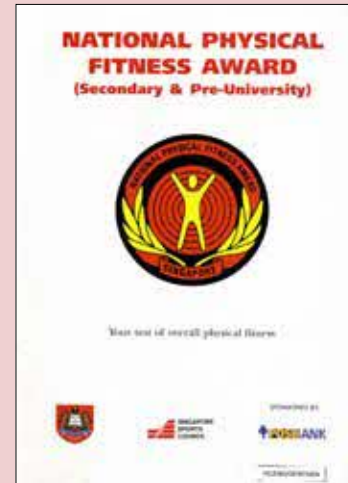 NATIONAL PHYSICAL
FITNESS AWARD
(Secondary & Pre-University)
NATIONAL PHYSICAL FITNESS AWARD
SINGAPORE
Your test of overall physical fitness
SPONSORED BY
SINGAPORE
SPORTS
COUNCIL
POSBANK